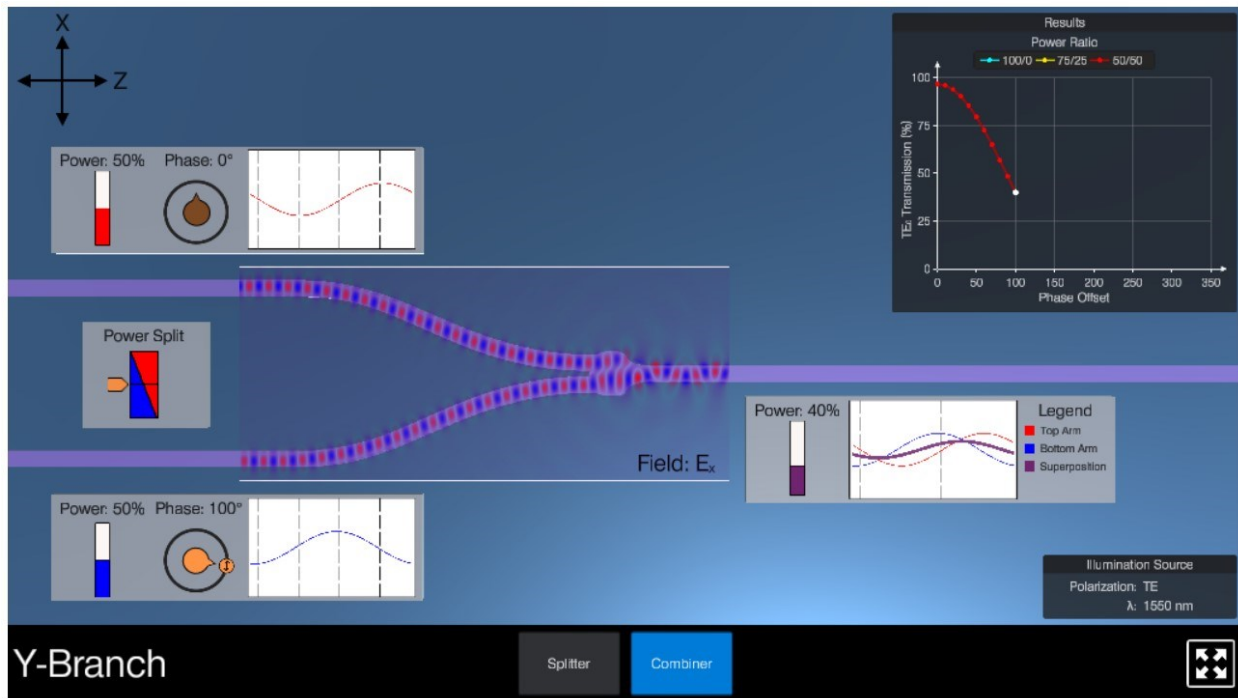 X
Z
Results
Power Ratio
100/0 75/25 50/50
100
75
50
25
0
TE₀ Transmission (%)
0 50 100 150 200 250 300 350
Phase Offset
Power: 50% Phase: 0°
Power Split
Field: Eₓ
Power: 40%
Legend
Top Arm
Bottom Arm
Superposition
Power: 50% Phase: 100°
Illumination Source
Polarization: TE
λ: 1550 nm
Y-Branch
Splitter
Combiner